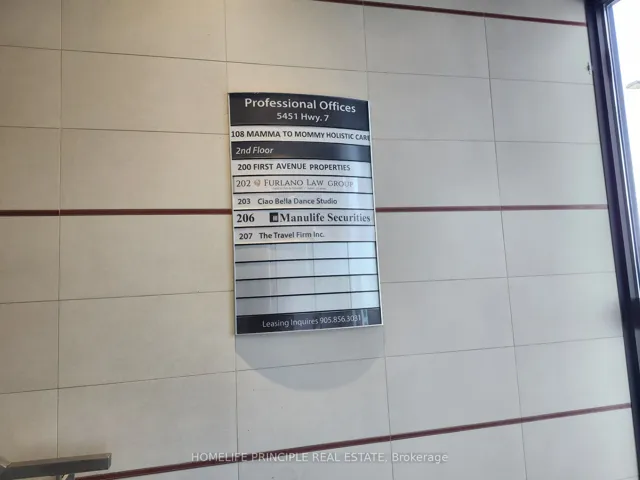 Professional Offices
5451 Hwy. 7
108 MAMMA TO MOMMY HOLISTIC CARE
2nd Floor
200 FIRST AVENUE PROPERTIES
202 FURLANO LAW GROUP
203 Ciao Bella Dance Studio
206 Manulife Securities
207 The Travel Firm Inc.
Leasing Inquires 905.856.3031
HOMELIFE PRINCIPLE REAL ESTATE, Brokerage